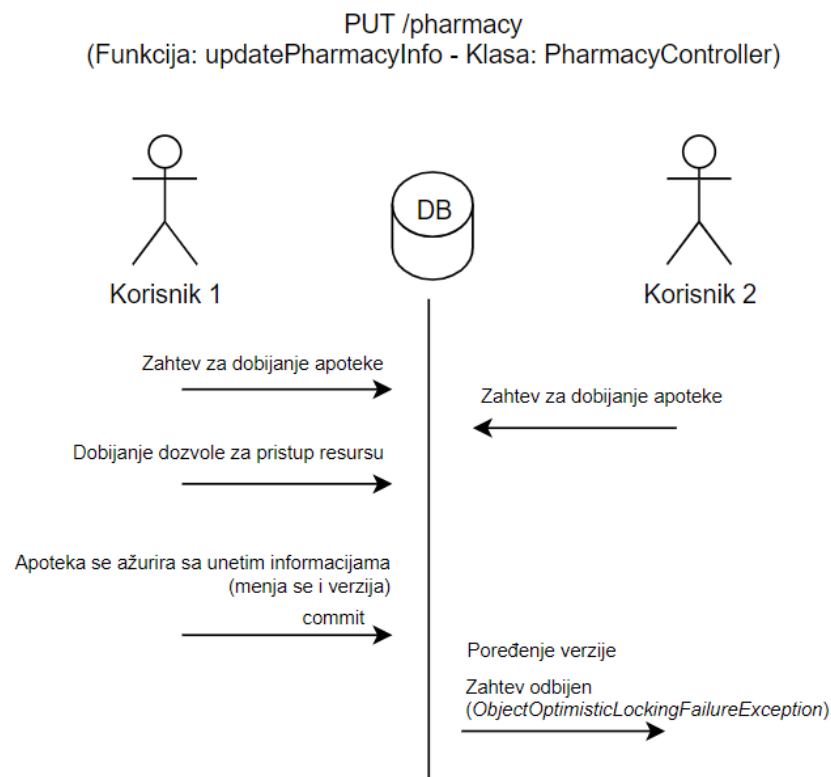 PUT /pharmacy
(Funkcija: updatePharmacyInfo - Klasa: PharmacyController)
DB
Korisnik 1
Korisnik 2
Zahtev za dobijanje apoteke
Zahtev za dobijanje apoteke
Dobijanje dozvole za pristup resursu
Apoteka se ažurira sa unetim informacijama
(menja se i verzija)
commit
Poređenje verzije
Zahtev odbijen
(ObjectOptimisticLockingFailureException)